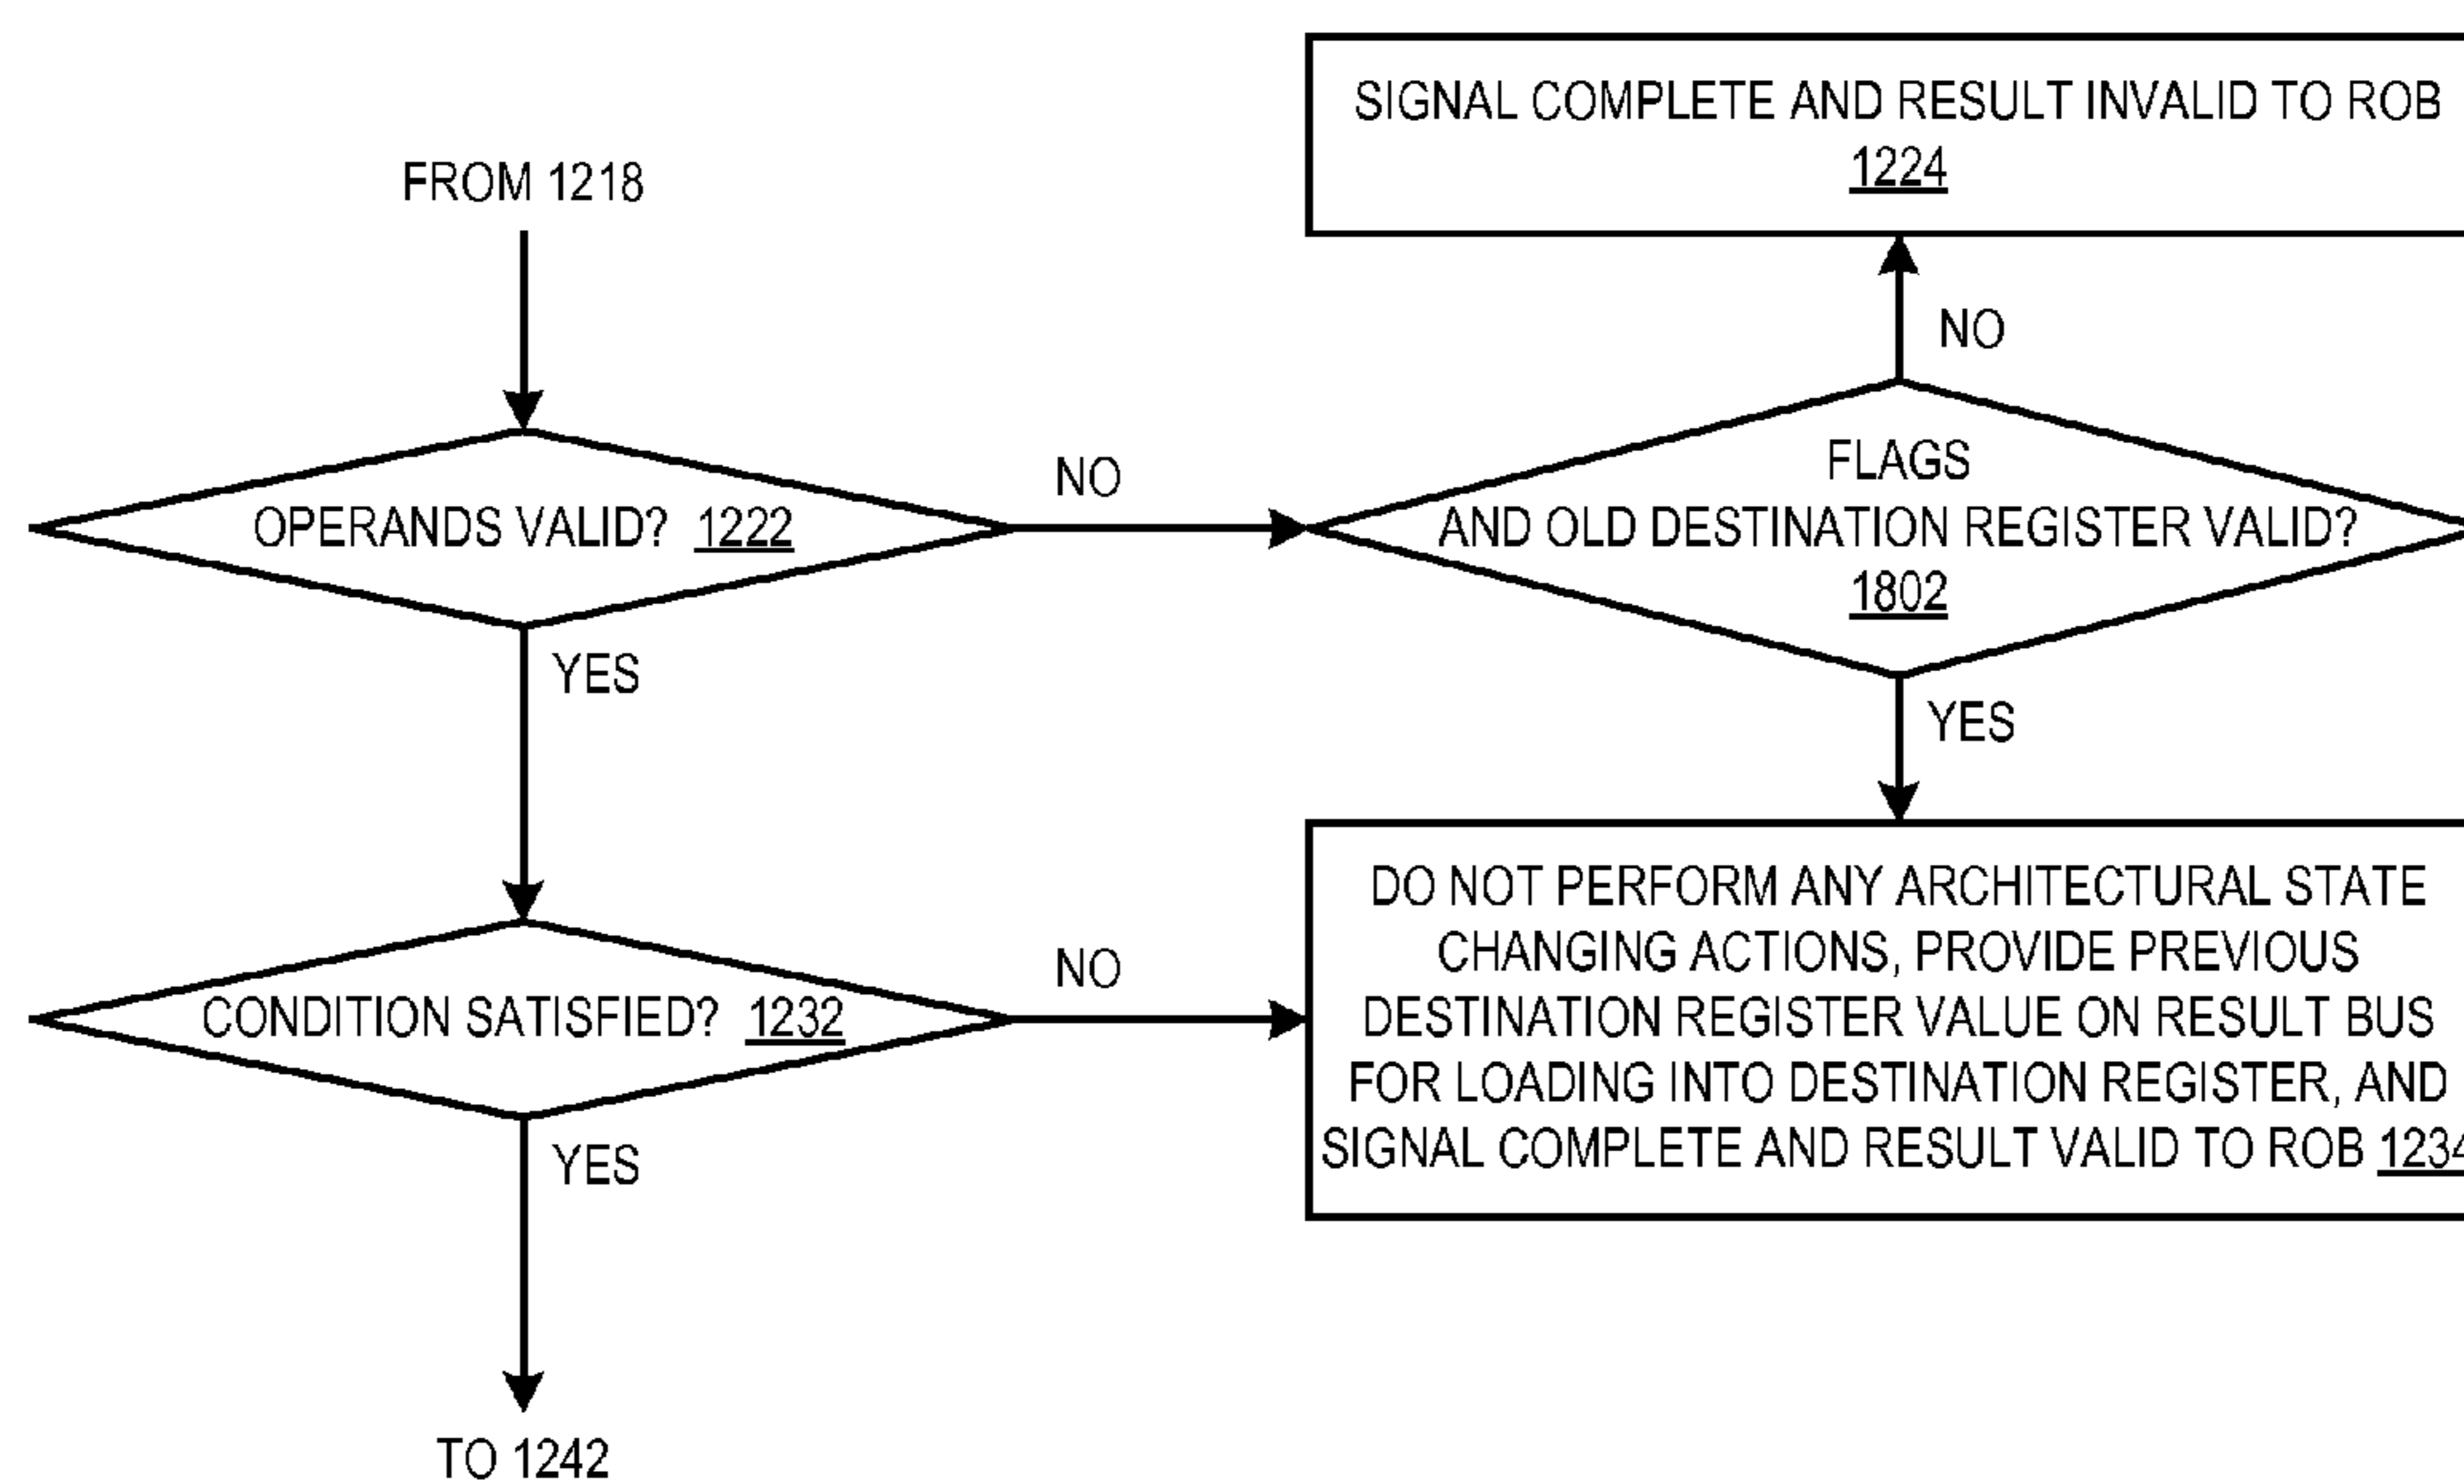 SIGNAL COMPLETE AND RESULT INVALID TO ROB
1224
FROM 1218
NO
FLAGS
AND OLD DESTINATION REGISTER VALID?
1802
NO
OPERANDS VALID? 1222
YES
YES
DO NOT PERFORM ANY ARCHITECTURAL STATE
CHANGING ACTIONS, PROVIDE PREVIOUS
DESTINATION REGISTER VALUE ON RESULT BUS
FOR LOADING INTO DESTINATION REGISTER, AND
SIGNAL COMPLETE AND RESULT VALID TO ROB 1234
NO
CONDITION SATISFIED? 1232
YES
TO 1242